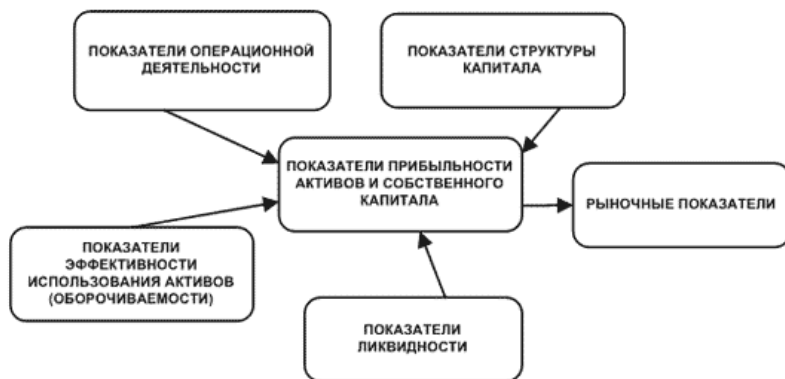 ПОКАЗАТЕЛИ ОПЕРАЦИОННОЙ
ДЕЯТЕЛЬНОСТИ
ПОКАЗАТЕЛИ СТРУКТУРЫ
КАПИТАЛА
ПОКАЗАТЕЛИ ПРИБЫЛЬНОСТИ
АКТИВОВ И СОБСТВЕННОГО
КАПИТАЛА
РЫНОЧНЫЕ ПОКАЗАТЕЛИ
ПОКАЗАТЕЛИ
ЭФФЕКТИВНОСТИ
ИСПОЛЬЗОВАНИЯ АКТИВОВ
(ОБОРОЧИВАЕМОСТИ)
ПОКАЗАТЕЛИ
ЛИКВИДНОСТИ